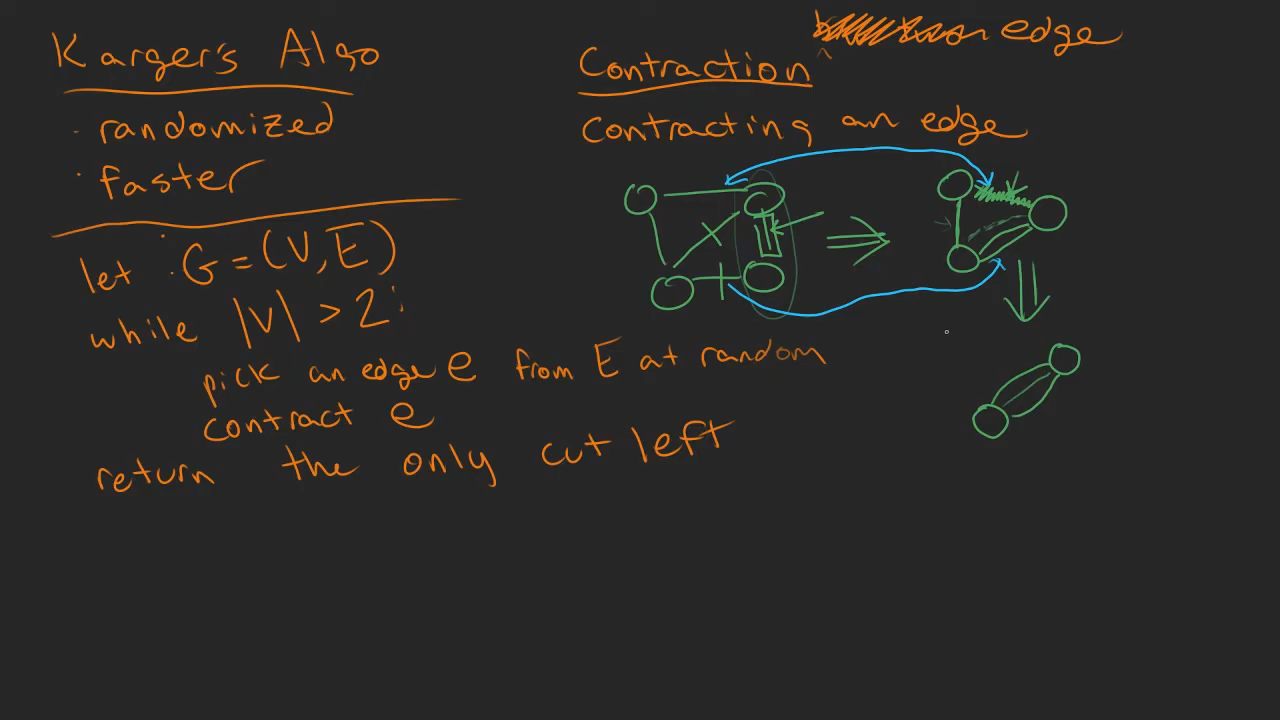 Karger's Algo
· randomized
· faster
let G = (V, E)
while |V| > 2:
pick an edge e from E at random
contract e
return the only cut left
edge
Contraction
contracting an edge